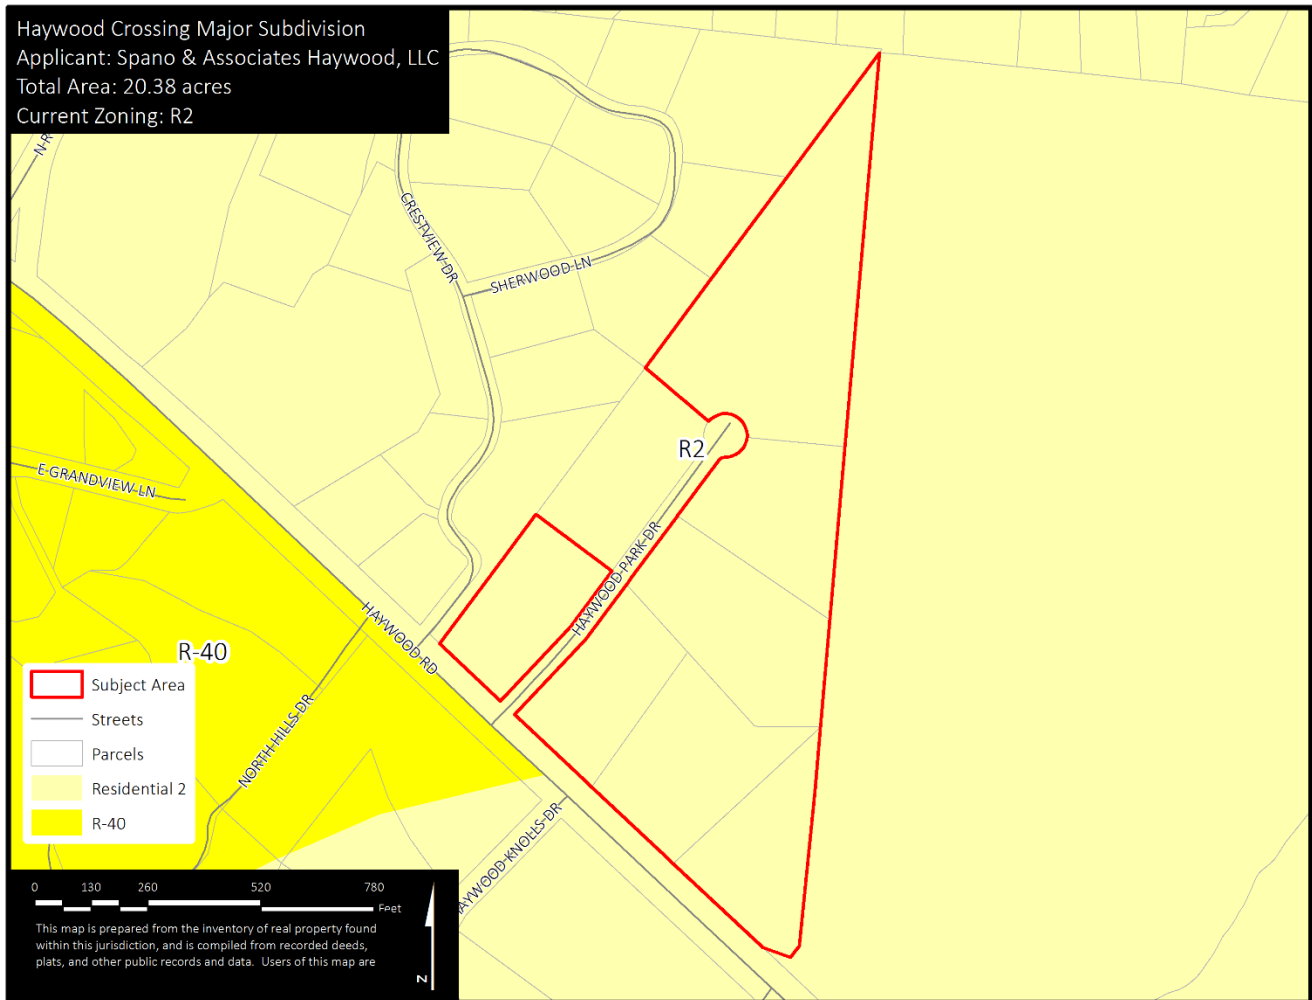 Haywood Crossing Major Subdivision
Applicant: Spano & Associates Haywood, LLC
Total Area: 20.38 acres
Current Zoning: R2
N-R
CRESTVIEW DR
SHERWOOD LN
R2
E GRANDVIEW LN
HAYWOOD-PARK-DR
HAYWOOD RD
R-40
NORTH HILLS DR
HAYWOOD-KNOLLS-DR
Subject Area
Streets
Parcels
Residential 2
R-40
0 130 260 520 780
Feet
This map is prepared from the inventory of real property found
within this jurisdiction, and is compiled from recorded deeds,
plats, and other public records and data. Users of this map are
Z